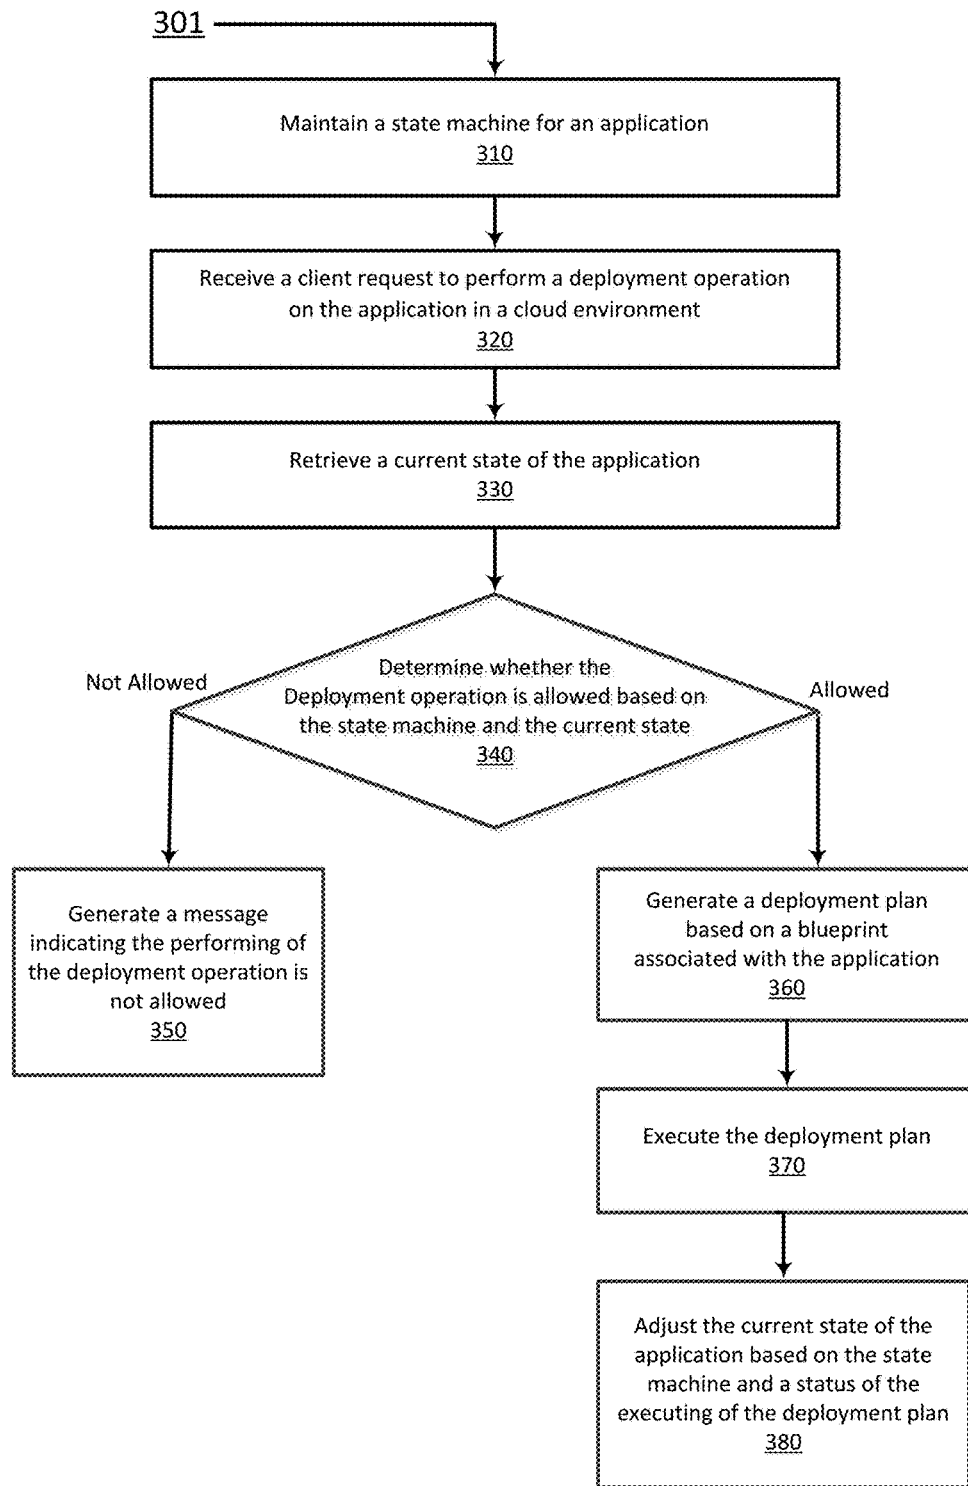 301
Maintain a state machine for an application
310
Receive a client request to perform a deployment operation
on the application in a cloud environment
320
Retrieve a current state of the application
330
Determine whether the
Deployment operation is allowed based on
the state machine and the current state
340
Not Allowed
Allowed
Generate a message
indicating the performing of
the deployment operation is
not allowed
350
Generate a deployment plan
based on a blueprint
associated with the application
360
Execute the deployment plan
370
Adjust the current state of the
application based on the state
machine and a status of the
executing of the deployment plan
380